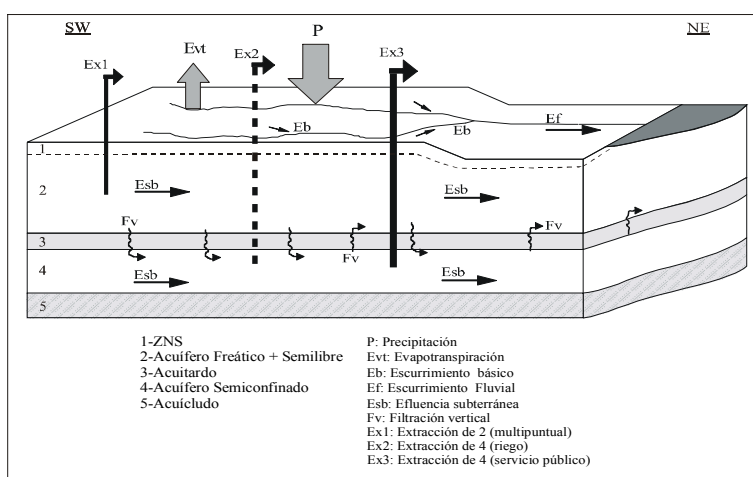 SW
NE
P
Evt
Ex1
Ex2
Ex3
Eb
Eb
Ef
1
2
Esb
Esb
Fv
Fv
Fv
3
4
Esb
Esb
5
1-ZNS
2-Acuífero Freático + Semilibre
3-Acuitardo
4-Acuífero Semiconfinado
5-Acuícludo
P: Precipitación
Evt: Evapotranspiración
Eb: Escurrimiento básico
Ef: Escurrimiento Fluvial
Esb: Efluencia subterránea
Fv: Filtración vertical
Ex1: Extracción de 2 (multipuntual)
Ex2: Extracción de 4 (riego)
Ex3: Extracción de 4 (servicio público)